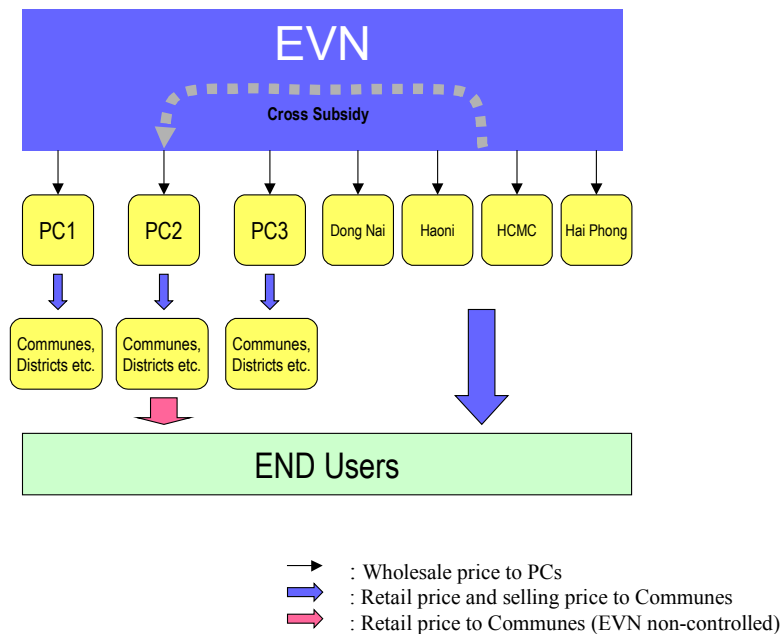 EVN
Cross Subsidy
PC1
PC2
PC3
Dong Nai
Haoni
HCMC
Hai Phong
Communes,
Districts etc.
Communes,
Districts etc.
Communes,
Districts etc.
END Users
: Wholesale price to PCs
: Retail price and selling price to Communes
: Retail price to Communes (EVN non-controlled)